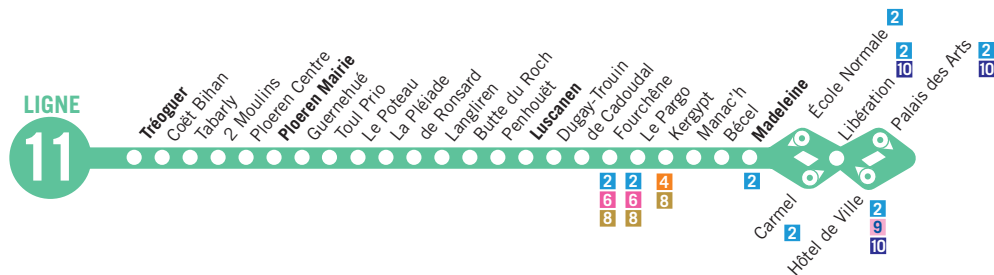 LIGNE
11
Tréoguer
Coët Bihan
Tabarly
2 Moulins
Ploeren Centre
Ploeren Mairie
Guernehué
Toul Prio
Le Poteau
La Pléiade
de Ronsard
Langliren
Butte du Roch
Penhouët
Luscanen
Dugay-Trouin
de Cadoudal
Fourchêne
2
6
8
Le Pargo
2
6
8
Kergypt
4
8
Manac'h
Bécel
Madeleine
2
École Normale
2
Libération
2
10
Palais des Arts
2
10
Carmel
2
Hôtel de Ville
2
9
10